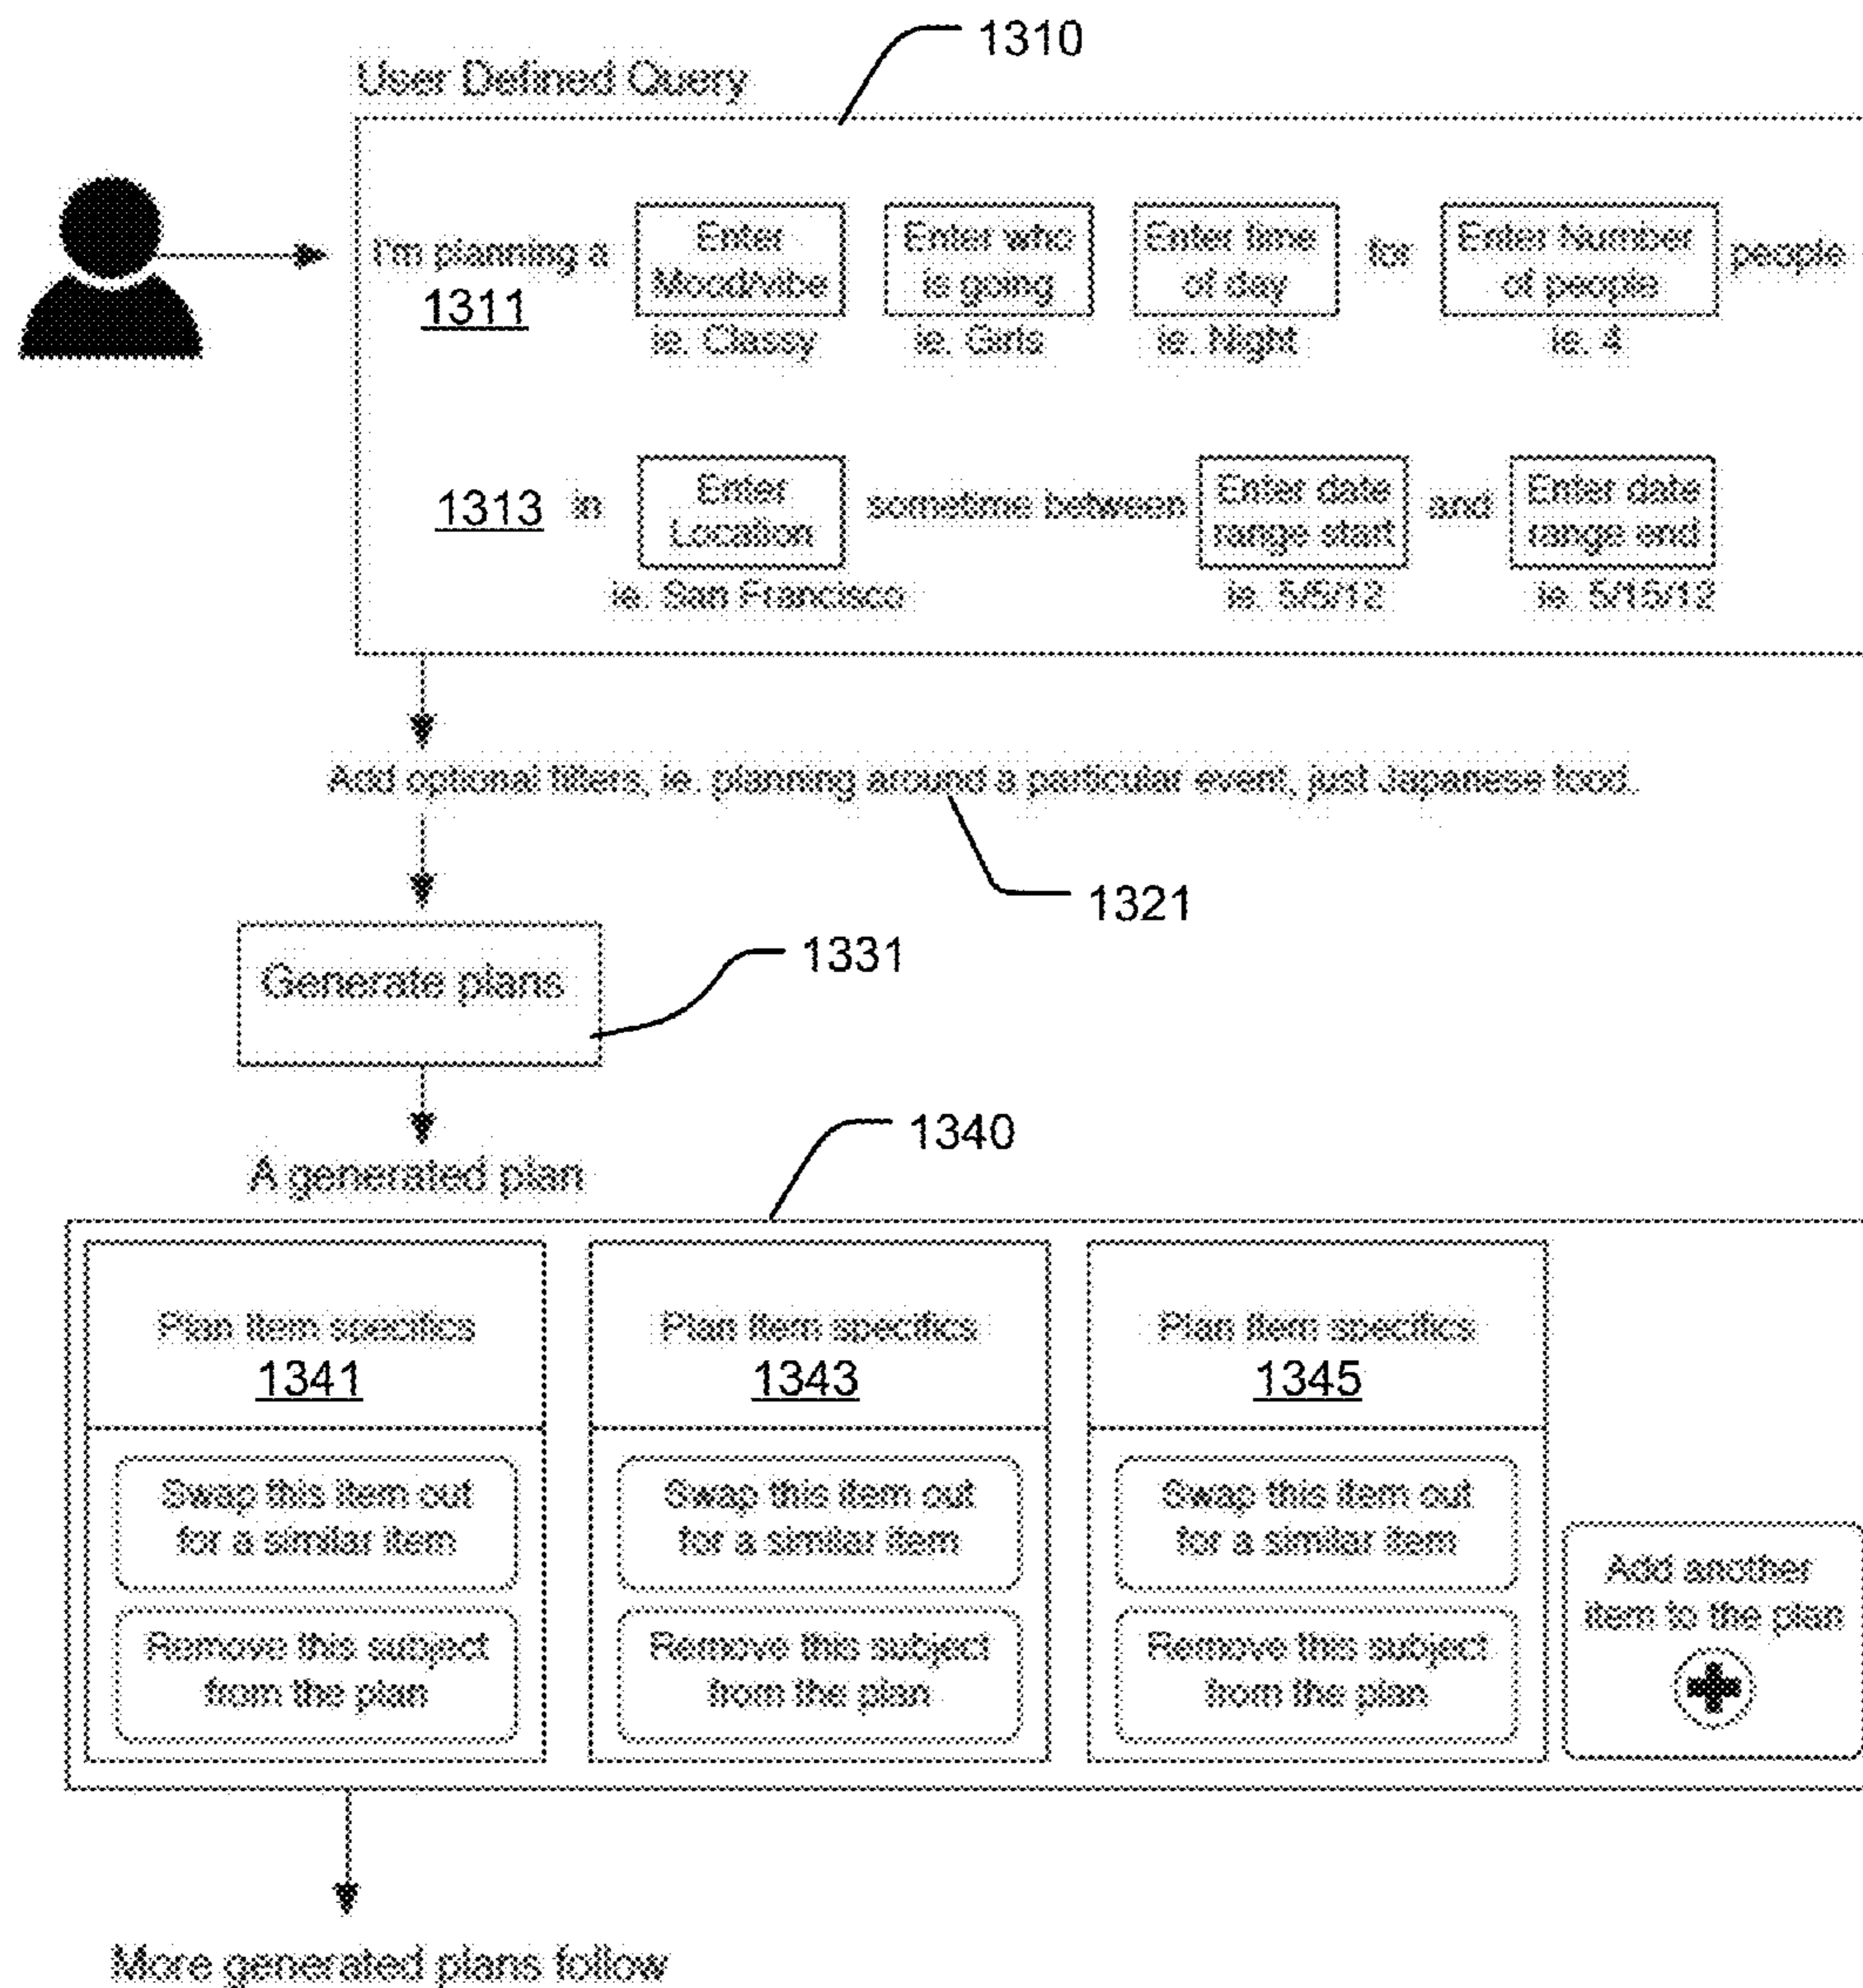 1310
User Defined Query
I'm planning a
1311
Enter
Mood/vibe
ie. Classy
Enter who
is going
ie. Girls
Enter time
of day
ie. Night
for
Enter Number
of people
ie. 4
people
1313
in
Enter
Location
ie. San Francisco
sometime between
Enter date
range start
ie. 5/5/12
and
Enter date
range end
ie. 5/15/12
Add optional filters, ie. planning around a particular event, just Japanese food.
1321
Generate plans
1331
A generated plan
1340
Plan item specifics
1341
Swap this item out
for a similar item
Remove this subject
from the plan
Plan item specifics
1343
Swap this item out
for a similar item
Remove this subject
from the plan
Plan item specifics
1345
Swap this item out
for a similar item
Remove this subject
from the plan
Add another
item to the plan
More generated plans follow